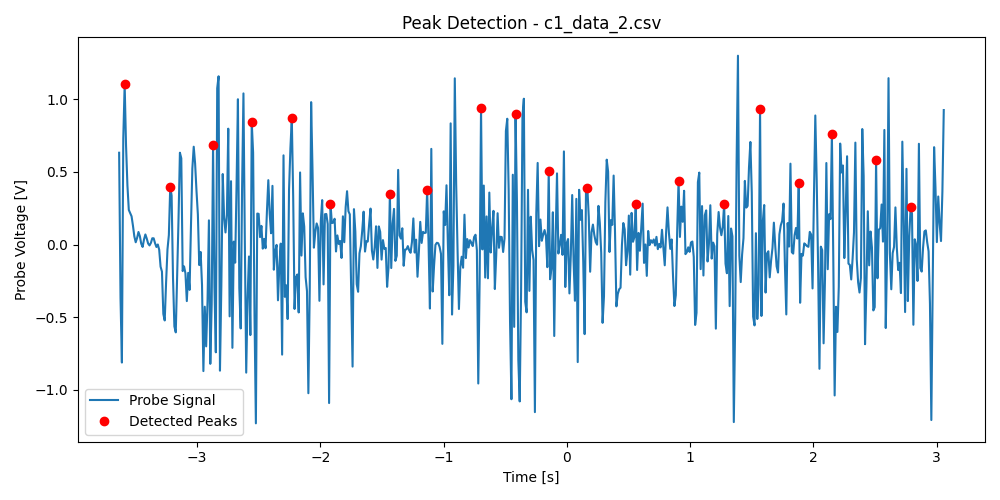 Peak Detection - c1_data_2.csv
Probe Voltage [V]
1.0
0.5
0.0
−0.5
−1.0
Probe Signal
Detected Peaks
−3
−2
−1
0
1
2
3
Time [s]